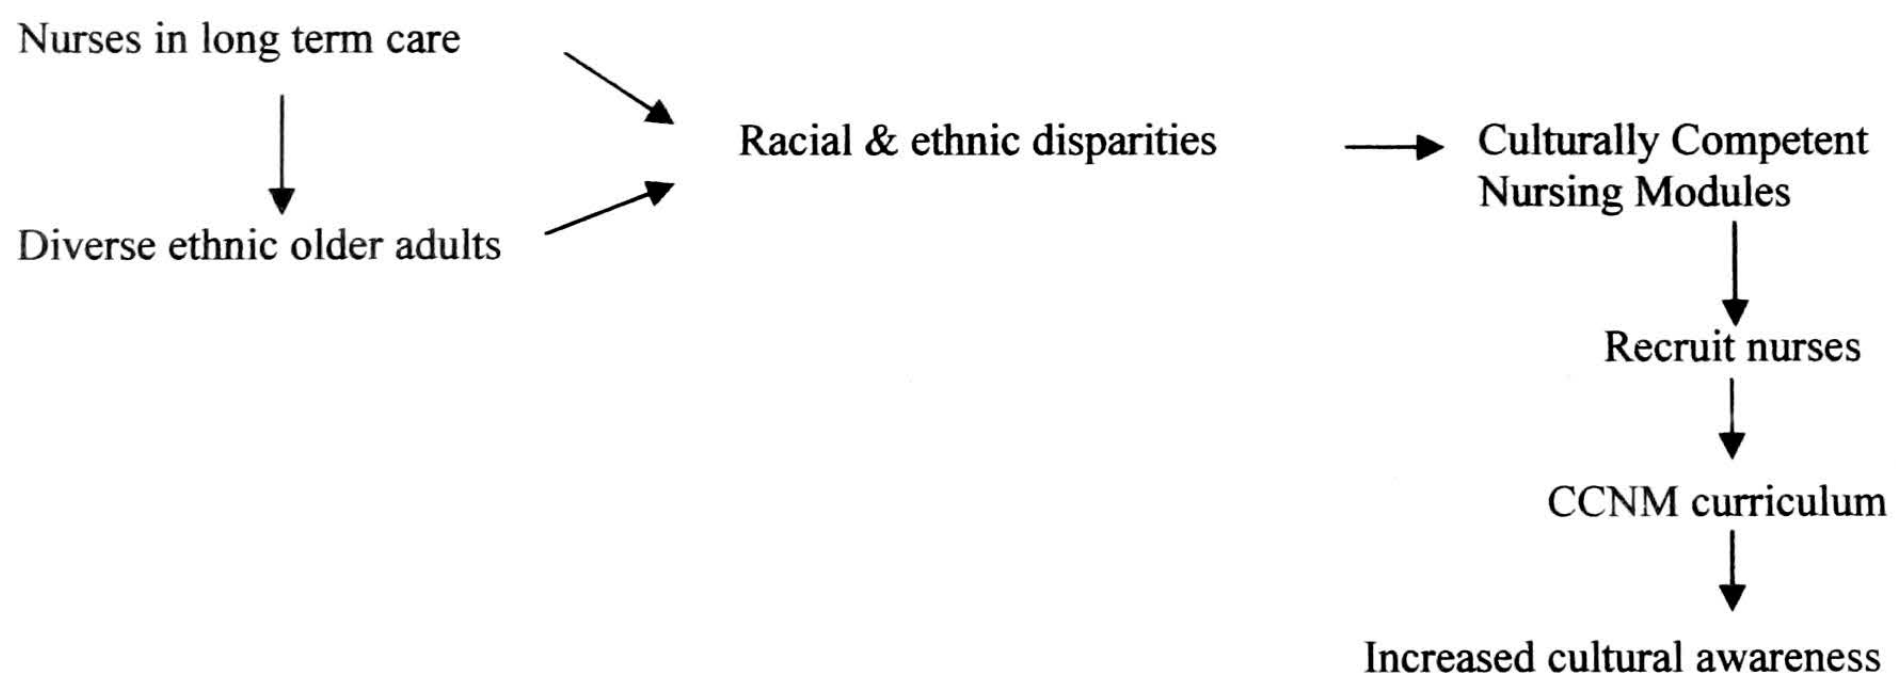 Nurses in long term care
Diverse ethnic older adults
Racial & ethnic disparities
Culturally Competent
Nursing Modules
Recruit nurses
CCNM curriculum
Increased cultural awareness